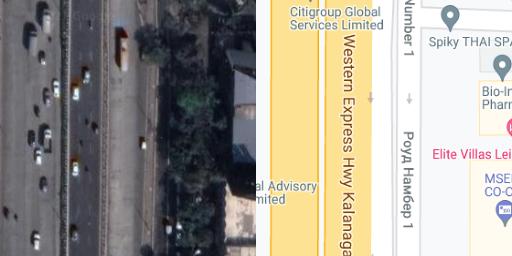 Citigroup Global
Services Limited
Number 1
Spiky THAI SPA
Western Express Hwy Kalanaga
Bio-In
Pharm
Роуд Намбер 1
Elite Villas Lei
al Advisory
mited
MSE
CO-O